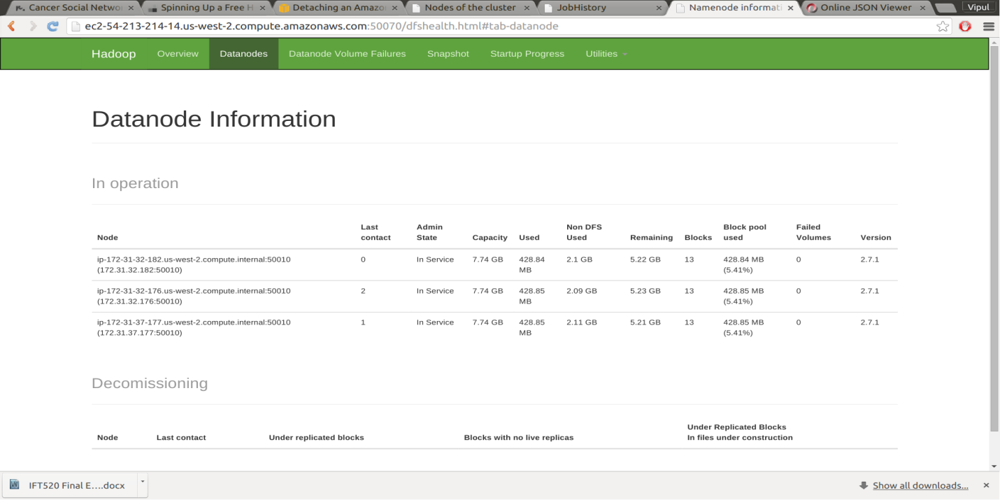 Cancer Social Networ × Spinning Up a Free H × Detaching an Amazo × Nodes of the cluster × JobHistory × Namenode informati × Online JSON Viewer × Vipul
ec2-54-213-214-14.us-west-2.compute.amazonaws.com:50070/dfshealth.html#tab-datanode
Hadoop Overview Datanodes Datanode Volume Failures Snapshot Startup Progress Utilities
Datanode Information
In operation
Last Admin Non DFS Block pool Failed
Node contact State Capacity Used Used Remaining Blocks used Volumes Version
ip-172-31-32-182.us-west-2.compute.internal:50010 0 In Service 7.74 GB 428.84 2.1 GB 5.22 GB 13 428.84 MB 0 2.7.1
(172.31.32.182:50010) MB (5.41%)
ip-172-31-32-176.us-west-2.compute.internal:50010 2 In Service 7.74 GB 428.85 2.09 GB 5.23 GB 13 428.85 MB 0 2.7.1
(172.31.32.176:50010) MB (5.41%)
ip-172-31-37-177.us-west-2.compute.internal:50010 1 In Service 7.74 GB 428.85 2.11 GB 5.21 GB 13 428.85 MB 0 2.7.1
(172.31.37.177:50010) MB (5.41%)
Decomissioning
Under Replicated Blocks
Node Last contact Under replicated blocks Blocks with no live replicas In files under construction
IFT520 Final E....docx Show all downloads... ×